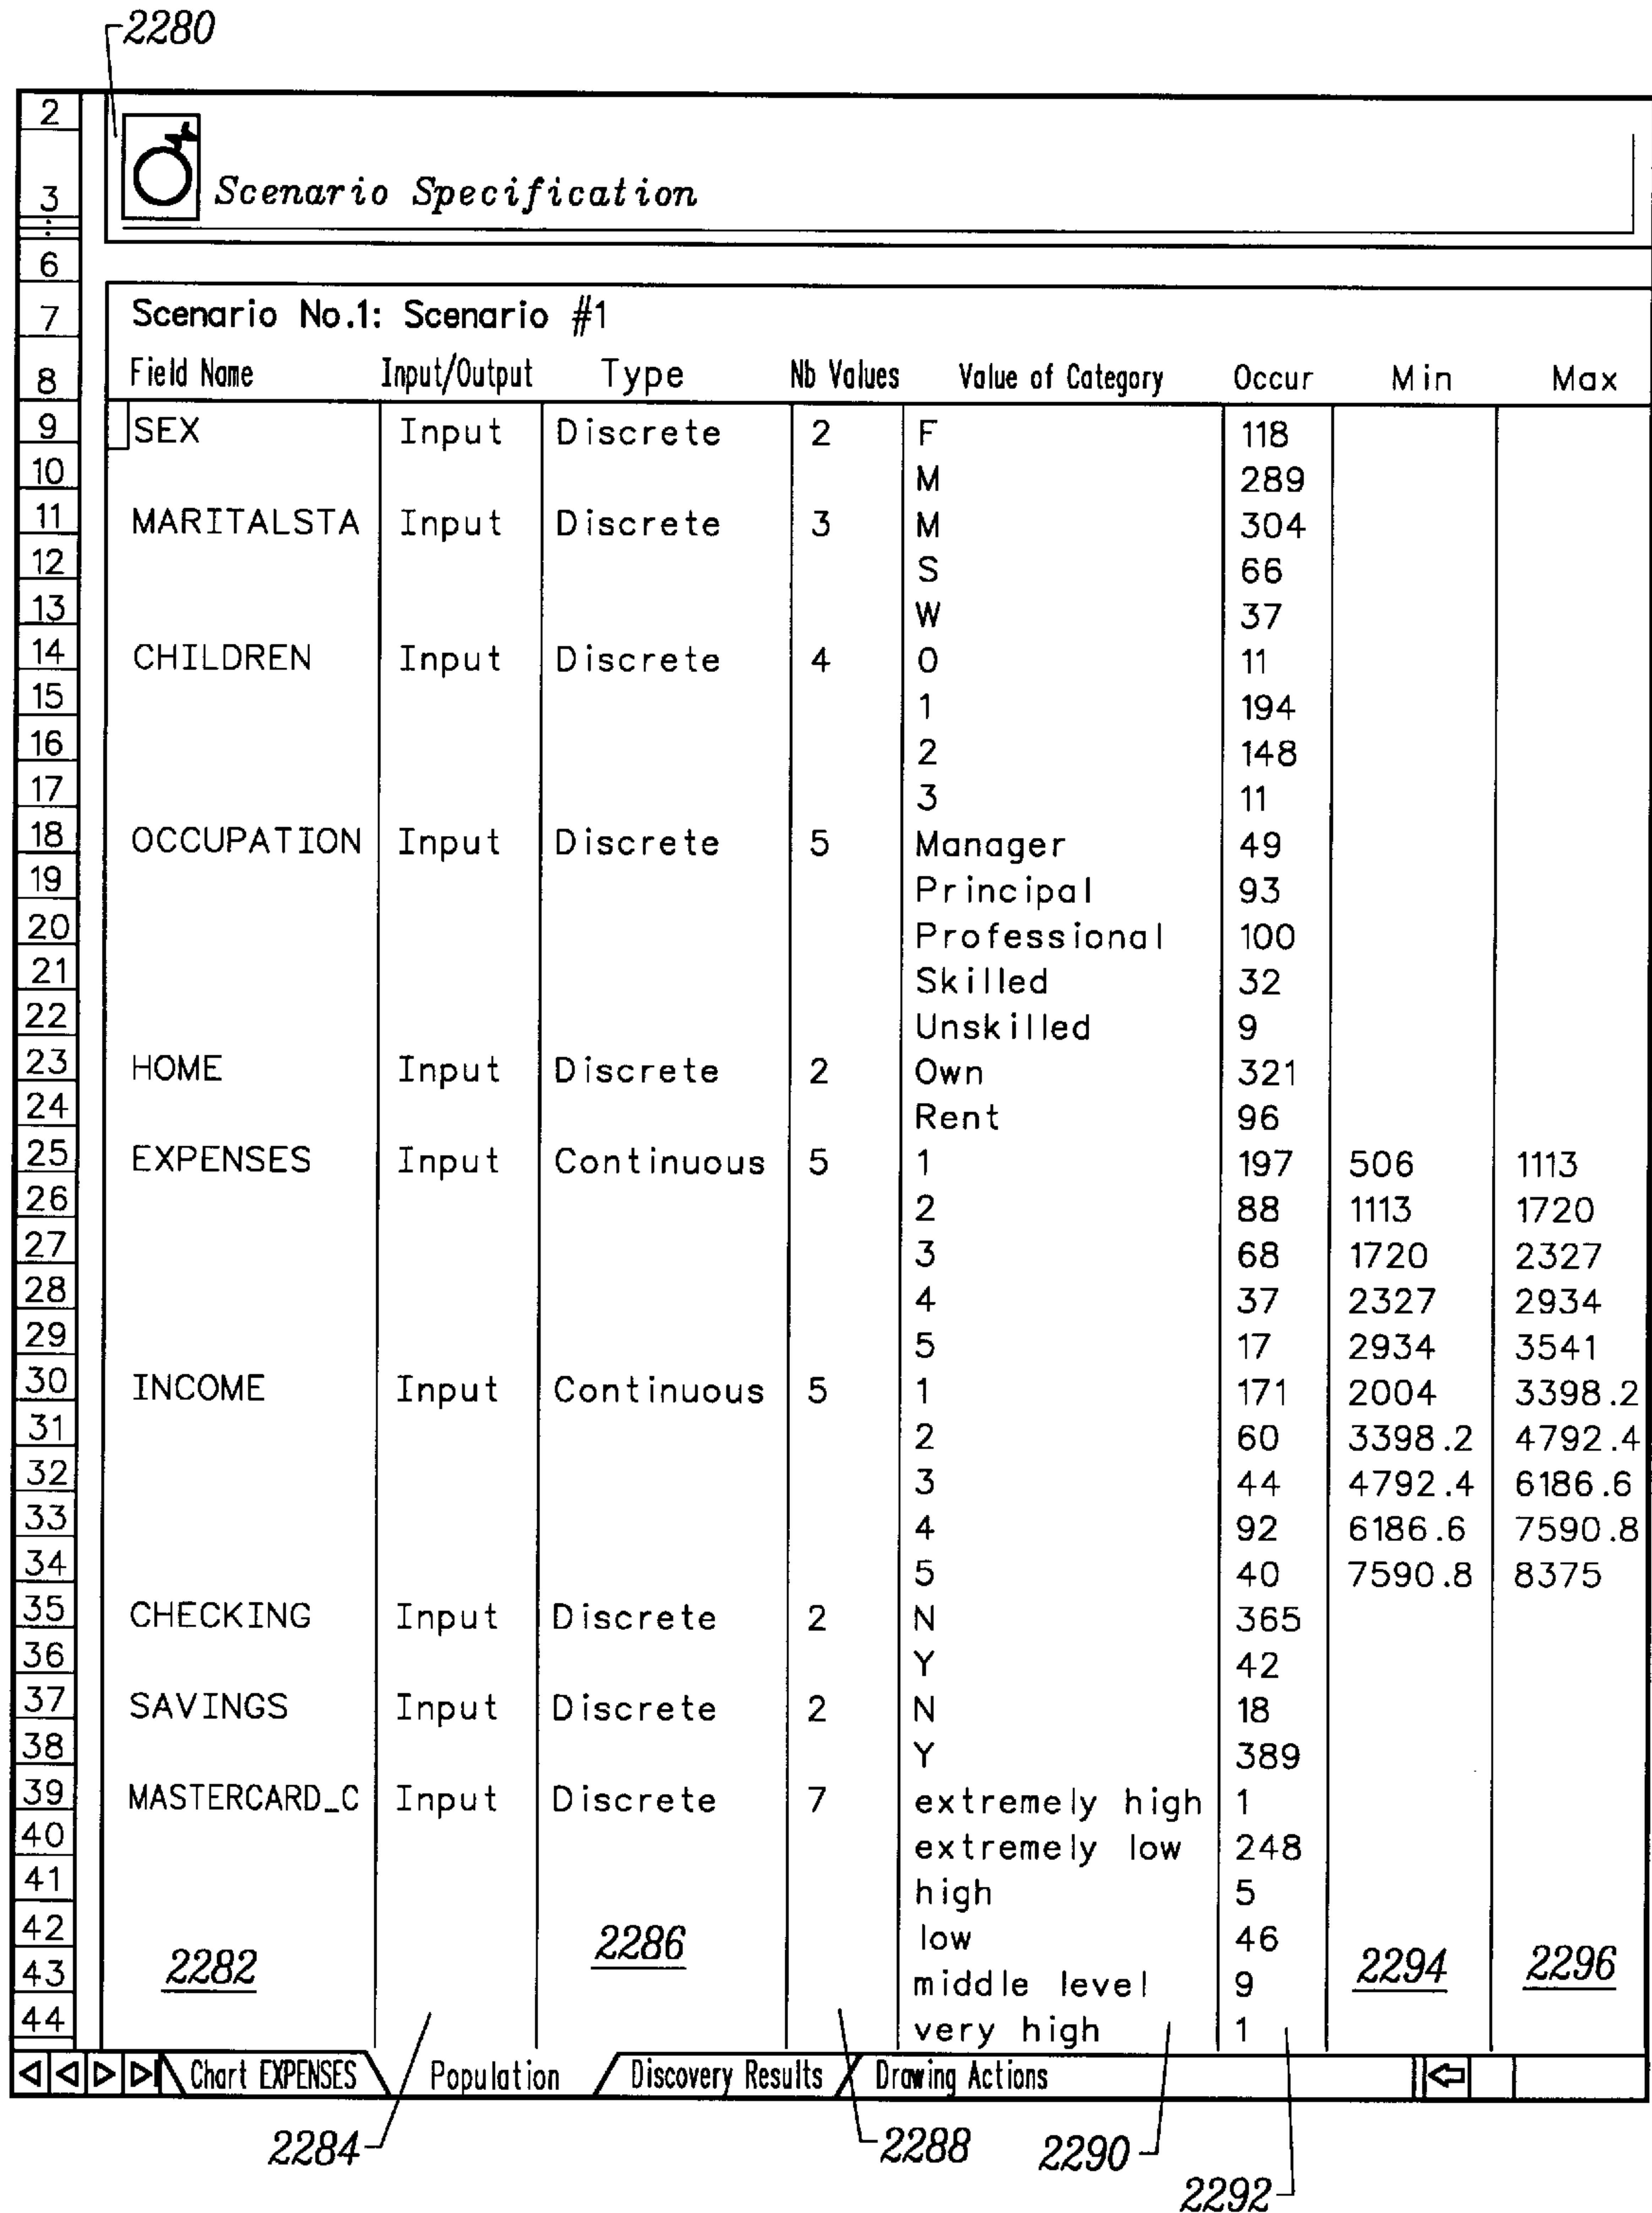 2280
2
3 Scenario Specification
6
7 Scenario No.1: Scenario #1
8 Field Name Input/Output Type Nb Values Value of Category Occur Min Max
9 SEX Input Discrete 2 F 118
10 M 289
11 MARITALSTA Input Discrete 3 M 304
12 S 66
13 W 37
14 CHILDREN Input Discrete 4 0 11
15 1 194
16 2 148
17 3 11
18 OCCUPATION Input Discrete 5 Manager 49
19 Principal 93
20 Professional 100
21 Skilled 32
22 Unskilled 9
23 HOME Input Discrete 2 Own 321
24 Rent 96
25 EXPENSES Input Continuous 5 1 197 506 1113
26 2 88 1113 1720
27 3 68 1720 2327
28 4 37 2327 2934
29 5 17 2934 3541
30 INCOME Input Continuous 5 1 171 2004 3398.2
31 2 60 3398.2 4792.4
32 3 44 4792.4 6186.6
33 4 92 6186.6 7590.8
34 5 40 7590.8 8375
35 CHECKING Input Discrete 2 N 365
36 Y 42
37 SAVINGS Input Discrete 2 N 18
38 Y 389
39 MASTERCARD_C Input Discrete 7 extremely high 1
40 extremely low 248
41 high 5
42 2286 low 46
43 2282 middle level 9 2294 2296
44 very high 1
Chart EXPENSES Population Discovery Results Drawing Actions
2284 2288 2290
2292